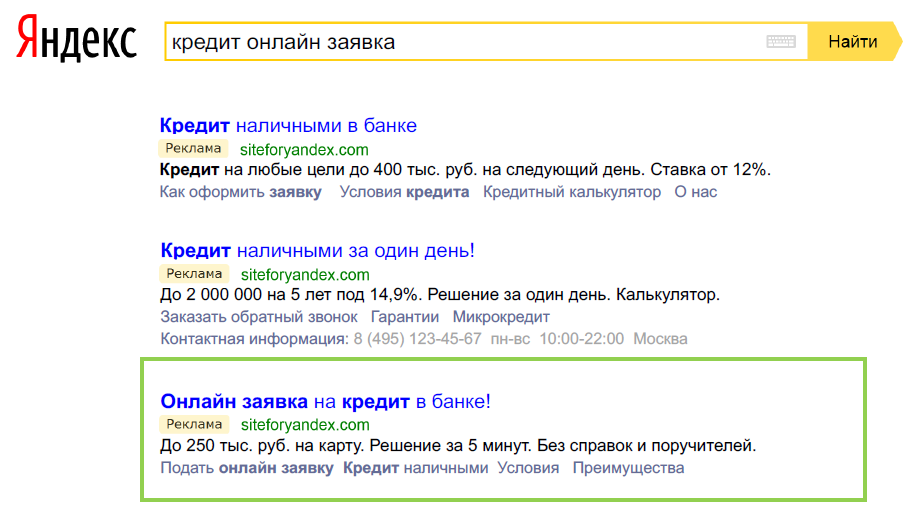 Яндекс
кредит онлайн заявка
Найти
Кредит наличными в банке
Реклама siteforyandex.com
Кредит на любые цели до 400 тыс. руб. на следующий день. Ставка от 12%.
Как оформить заявку Условия кредита Кредитный калькулятор О нас
Кредит наличными за один день!
Реклама siteforyandex.com
До 2 000 000 на 5 лет под 14,9%. Решение за один день. Калькулятор.
Заказать обратный звонок Гарантии Микрокредит
Контактная информация: 8 (495) 123-45-67 пн-вс 10:00-22:00 Москва
Онлайн заявка на кредит в банке!
Реклама siteforyandex.com
До 250 тыс. руб. на карту. Решение за 5 минут. Без справок и поручителей.
Подать онлайн заявку Кредит наличными Условия Преимущества